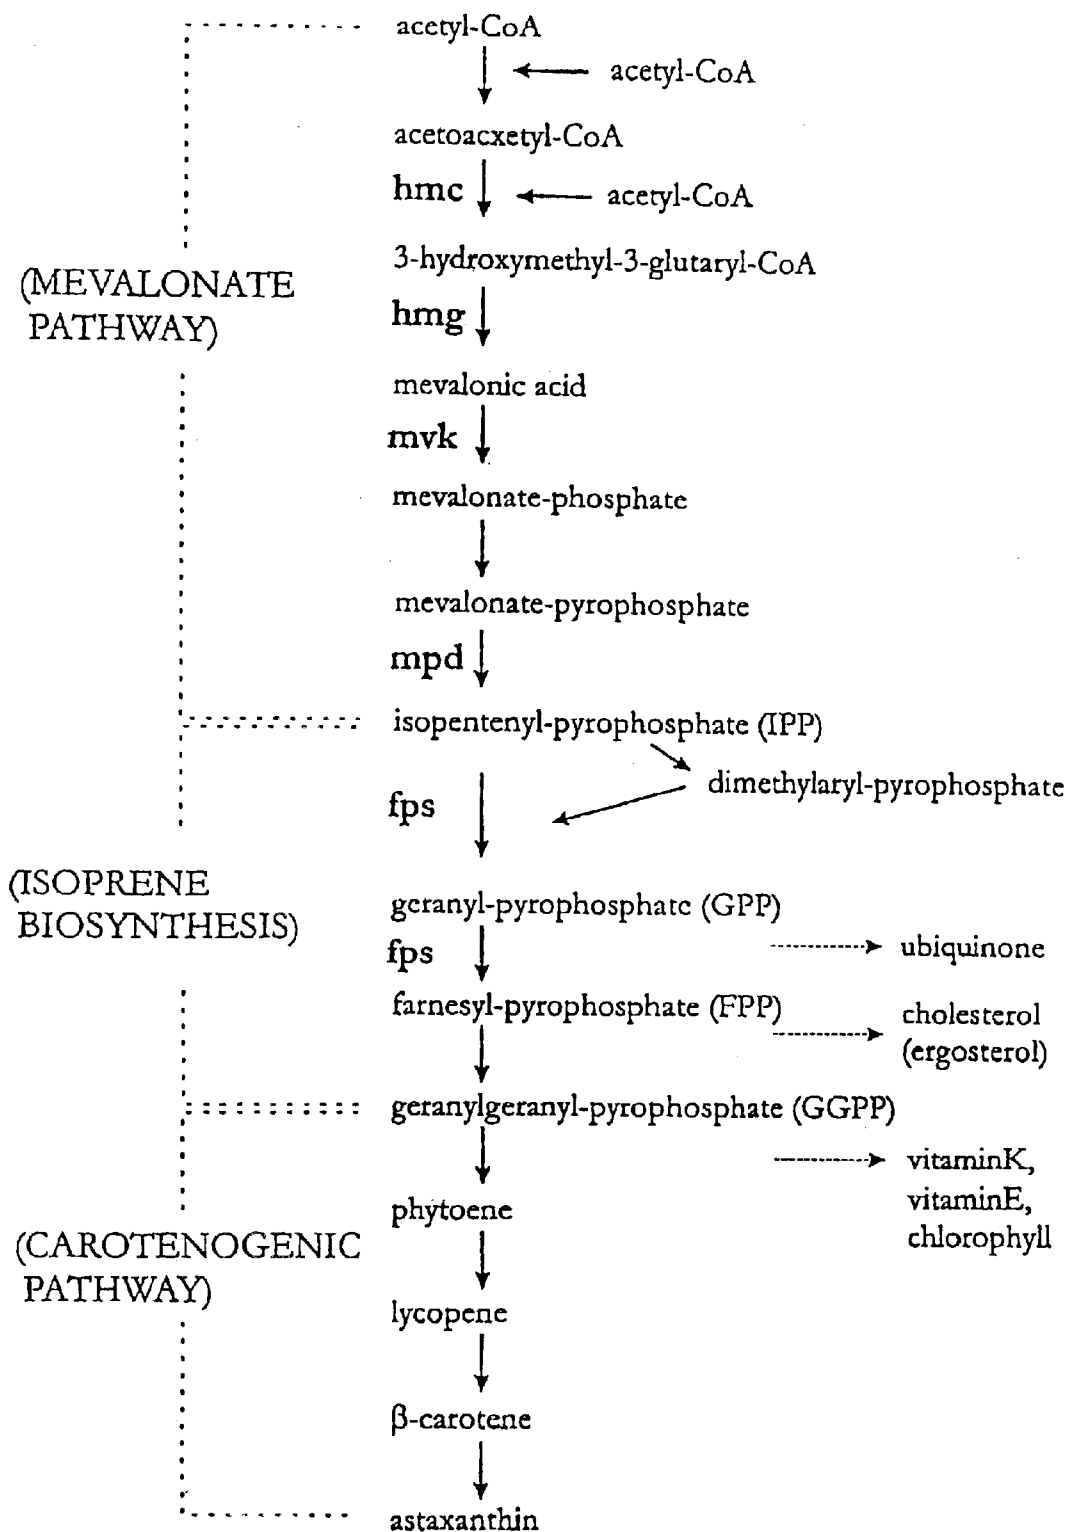 acetyl-CoA
acetyl-CoA
acetoacxetyl-CoA
hmc
acetyl-CoA
3-hydroxymethyl-3-glutaryl-CoA
(MEVALONATE
PATHWAY)
hmg
mevalonic acid
mvk
mevalonate-phosphate
mevalonate-pyrophosphate
mpd
isopentenyl-pyrophosphate (IPP)
dimethylaryl-pyrophosphate
fps
(ISOPRENE
BIOSYNTHESIS)
geranyl-pyrophosphate (GPP)
fps
ubiquinone
farnesyl-pyrophosphate (FPP)
cholesterol
(ergosterol)
geranylgeranyl-pyrophosphate (GGPP)
vitaminK,
vitaminE,
chlorophyll
phytoene
(CAROTENOGENIC
PATHWAY)
lycopene
β-carotene
astaxanthin